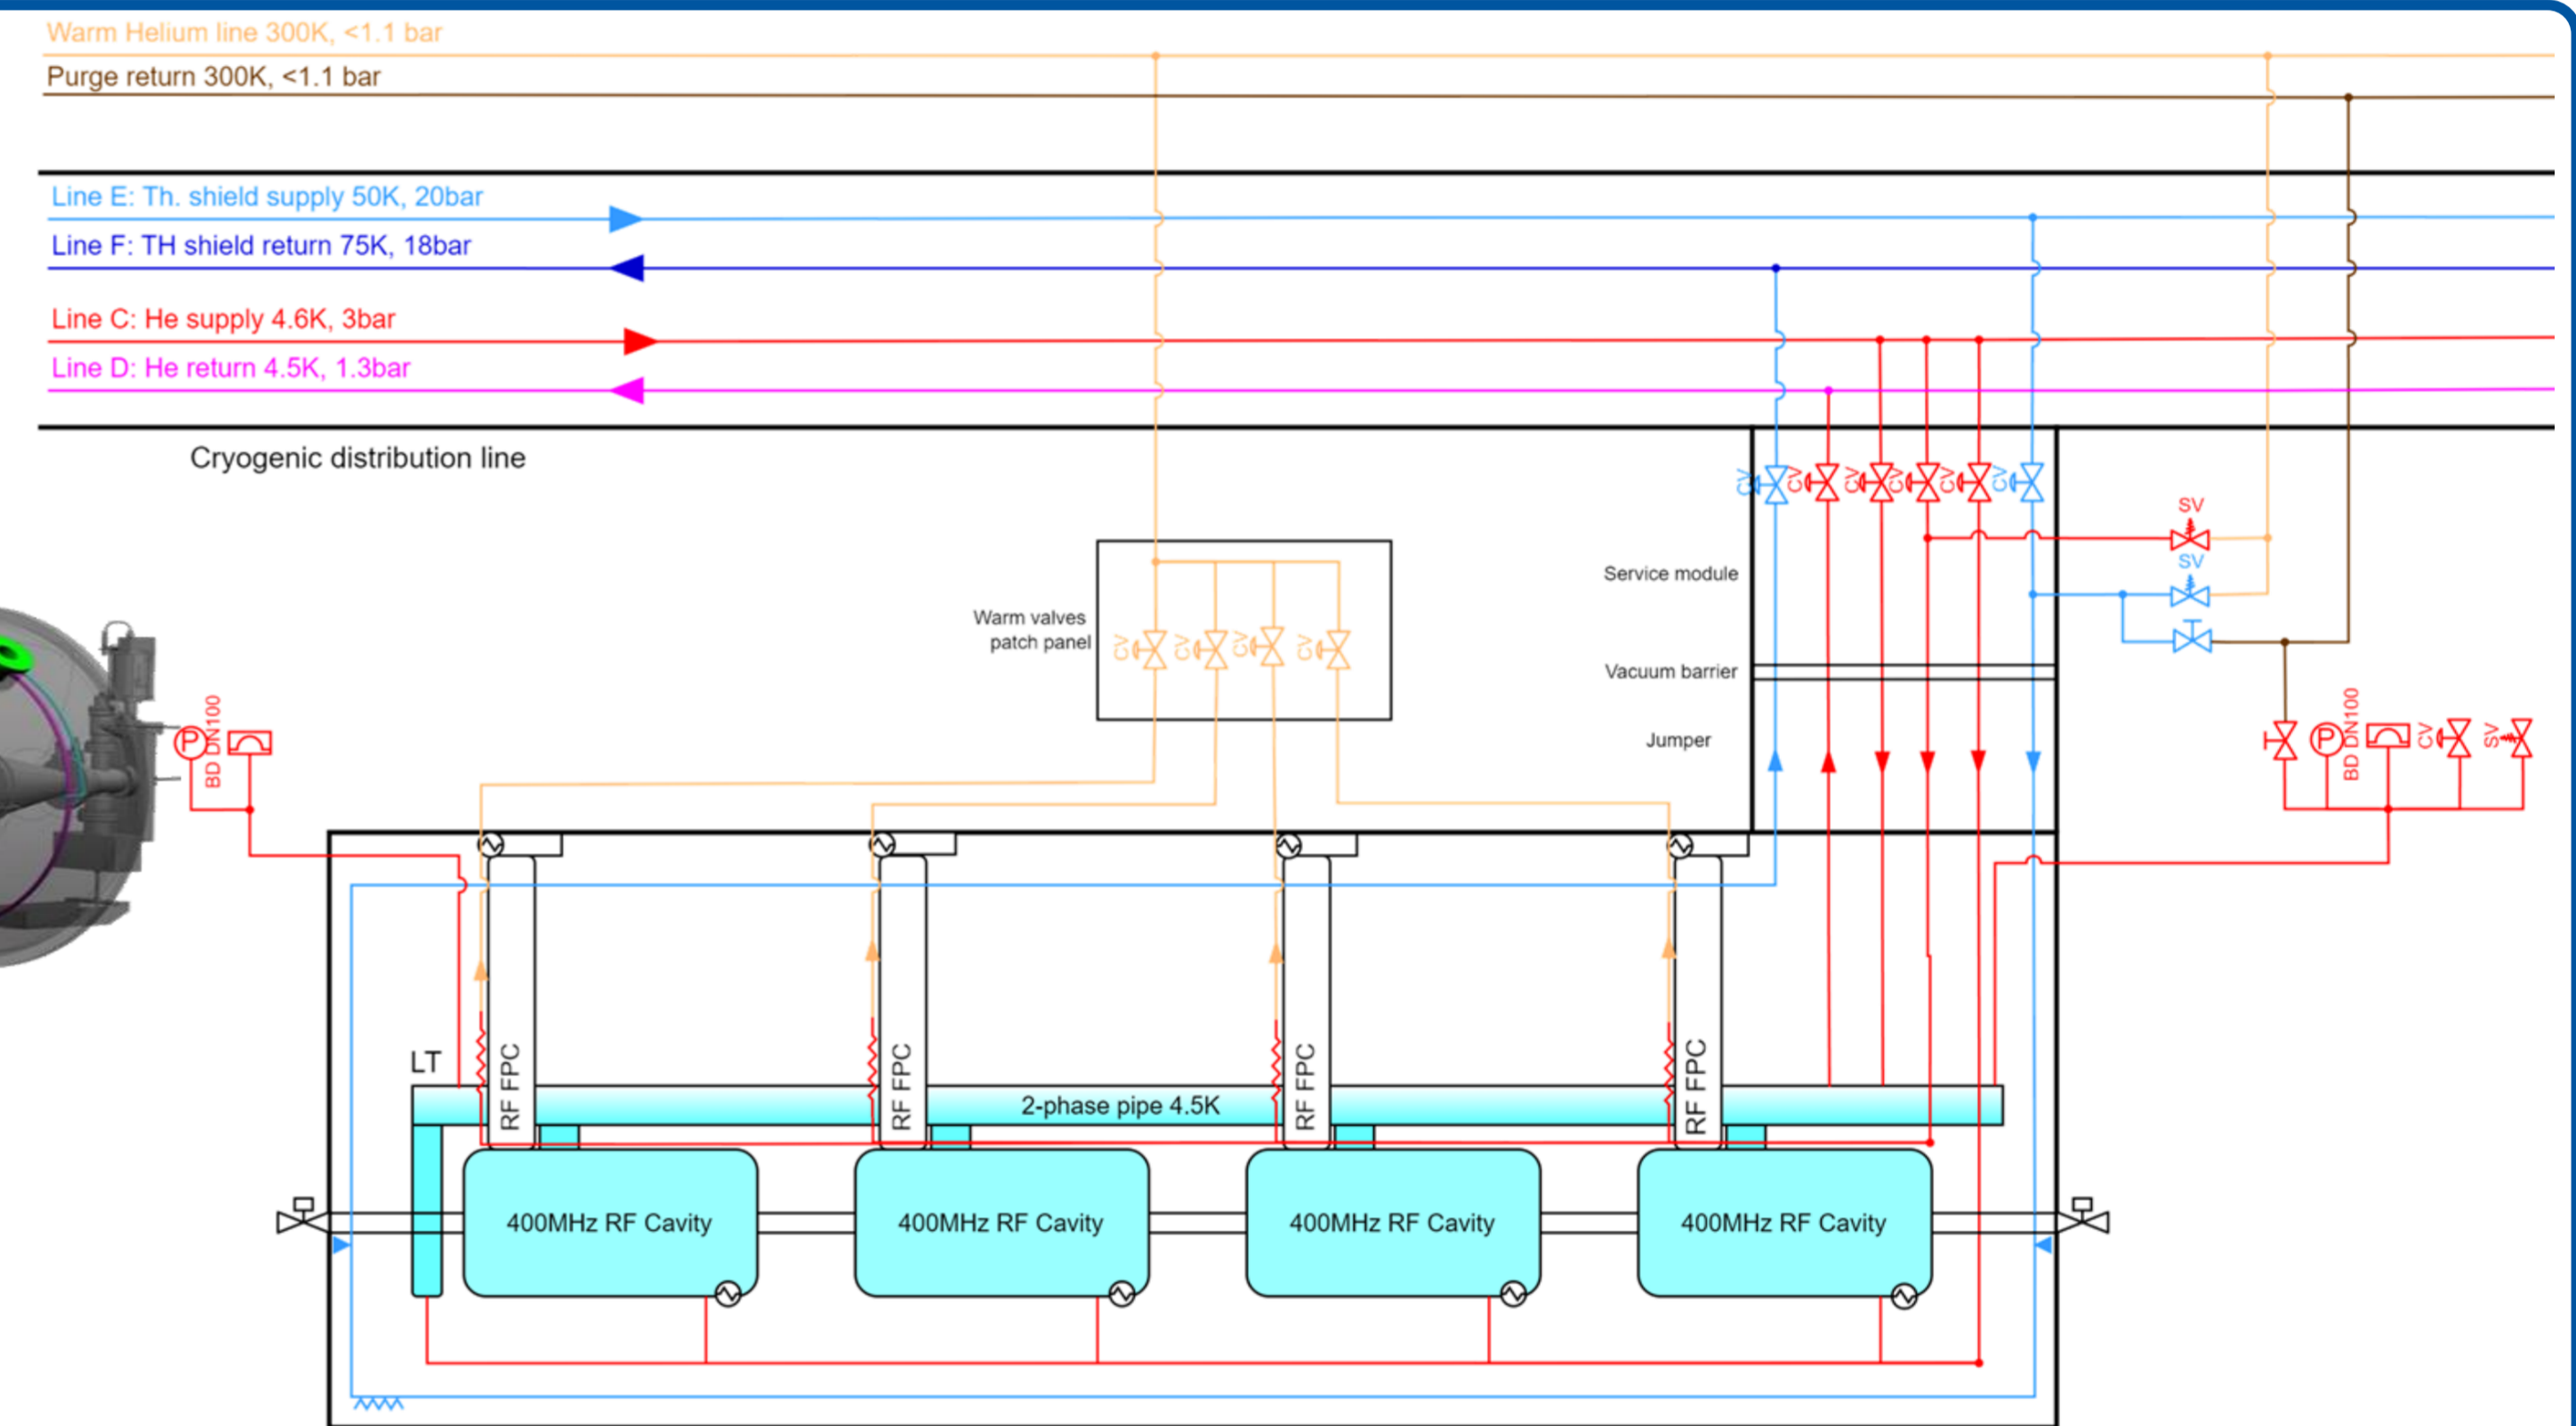 Warm Helium line 300K, <1.1 bar
Purge return 300K, <1.1 bar
Line E: Th. shield supply 50K, 20bar
Line F: TH shield return 75K, 18bar
Line C: He supply 4.6K, 3bar
Line D: He return 4.5K, 1.3bar
Cryogenic distribution line
CV
CV
CV
CV
CV
CV
SV
SV
Service module
Warm valves
patch panel
CV
CV
CV
CV
Vacuum barrier
Jumper
P
BD DN100
P
BD DN100
CV
SV
LT
RF FPC
RF FPC
RF FPC
RF FPC
2-phase pipe 4.5K
400MHz RF Cavity
400MHz RF Cavity
400MHz RF Cavity
400MHz RF Cavity